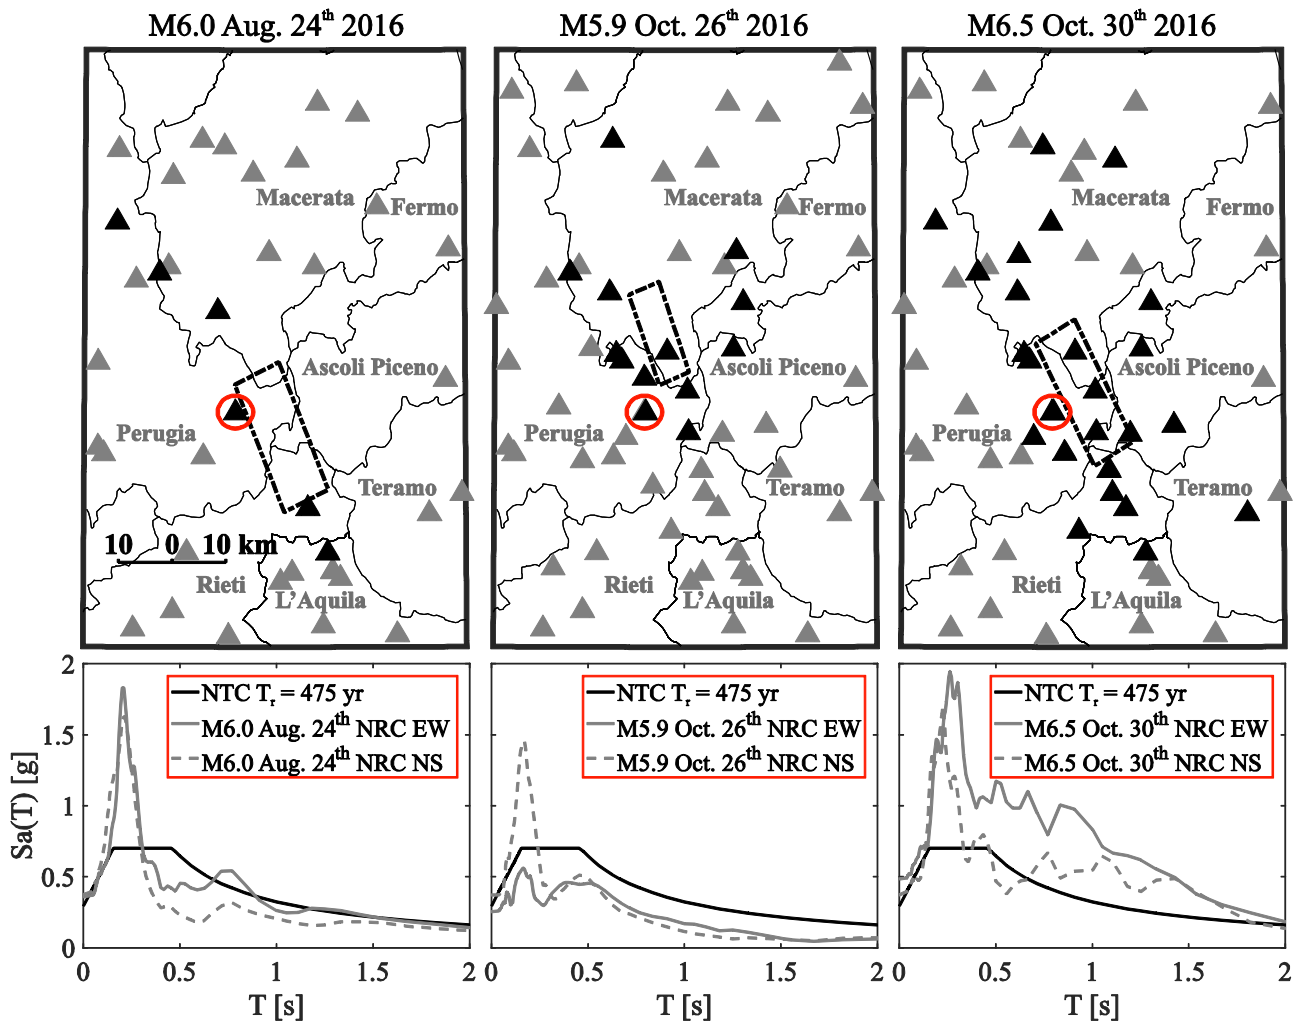 M6.0 Aug. 24th 2016
M5.9 Oct. 26th 2016
M6.5 Oct. 30th 2016
Macerata
Fermo
Ascoli Piceno
Perugia
Teramo
10 0 10 km
Rieti
L'Aquila
Macerata
Fermo
Ascoli Piceno
Perugia
Teramo
Rieti
L'Aquila
Macerata
Fermo
Ascoli Piceno
Perugia
Teramo
Rieti
L'Aquila
Sa(T) [g]
2
1.5
1
0.5
0
NTC Tr = 475 yr
M6.0 Aug. 24th NRC EW
M6.0 Aug. 24th NRC NS
0 0.5 1 1.5 2
T [s]
NTC Tr = 475 yr
M5.9 Oct. 26th NRC EW
M5.9 Oct. 26th NRC NS
0 0.5 1 1.5 2
T [s]
NTC Tr = 475 yr
M6.5 Oct. 30th NRC EW
M6.5 Oct. 30th NRC NS
0 0.5 1 1.5 2
T [s]